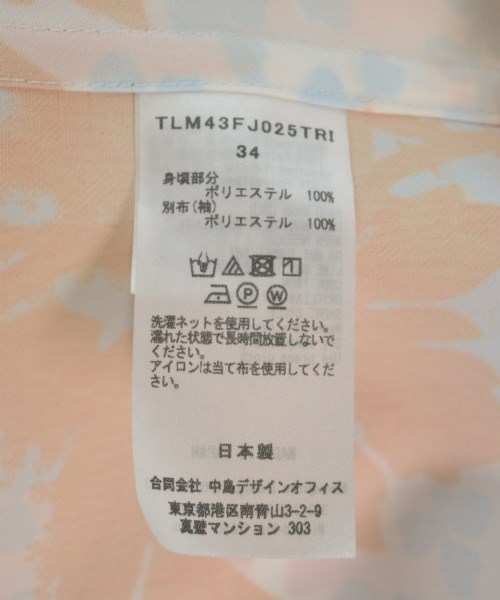 TLM43FJ025TRI
34
身頃部分
ポリエステル 100%
別布(袖)
ポリエステル 100%
P W
洗濯ネットを使用してください。
濡れた状態で長時間放置しないで
ください。
アイロンは当て布を使用してくだ
さい。
日本製
合同会社 中島デザインオフィス
東京都港区南青山3-2-9
真壁マンション 303